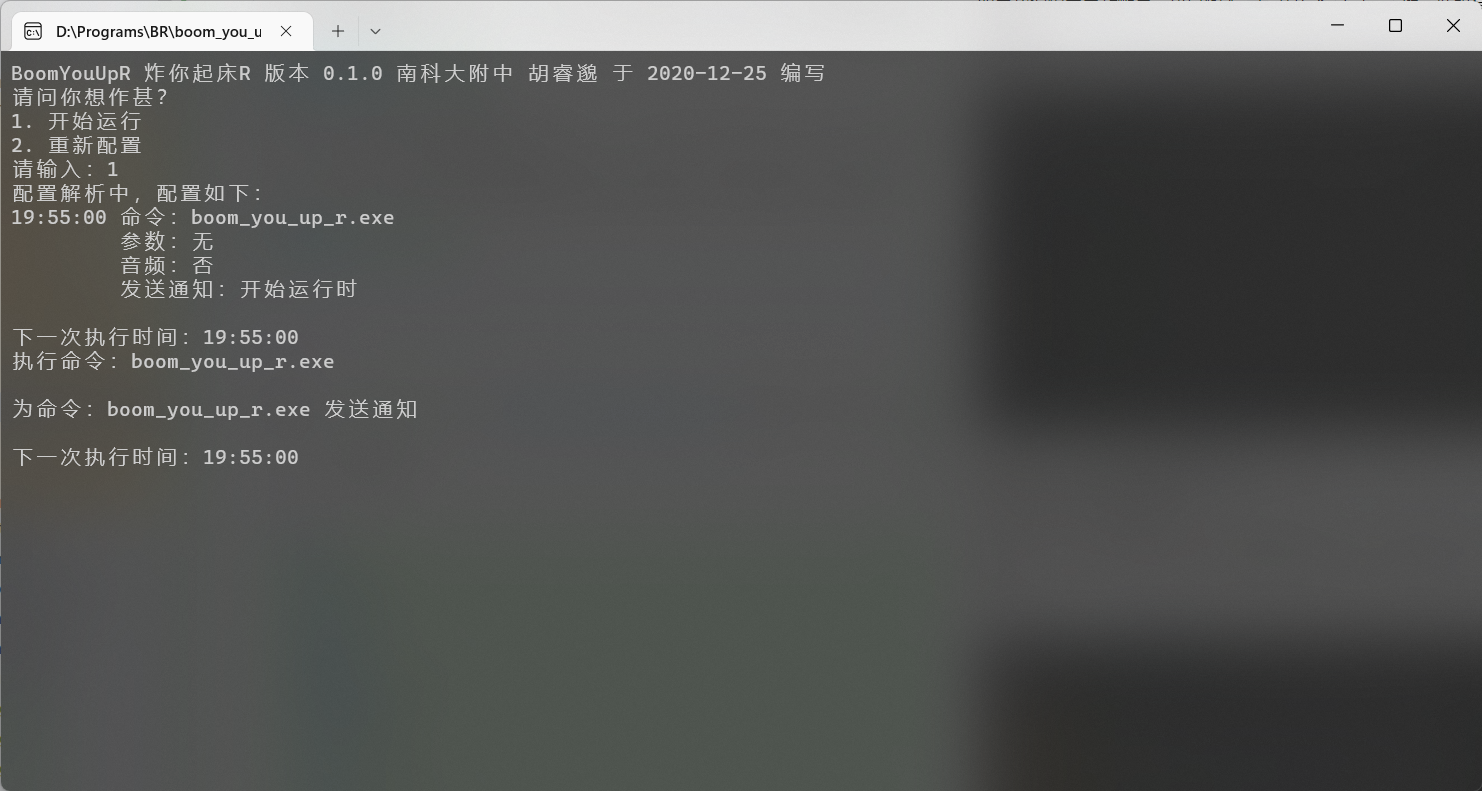 D:\Programs\BR\boom_you_u
BoomYouUpR 炸你起床R 版本 0.1.0 南科大附中 胡睿邈 于 2020-12-25 编写
请问你想作甚?
1. 开始运行
2. 重新配置
请输入: 1
配置解析中, 配置如下:
19:55:00 命令: boom_you_up_r.exe
参数: 无
音频: 否
发送通知: 开始运行时
下一次执行时间: 19:55:00
执行命令: boom_you_up_r.exe
为命令: boom_you_up_r.exe 发送通知
下一次执行时间: 19:55:00